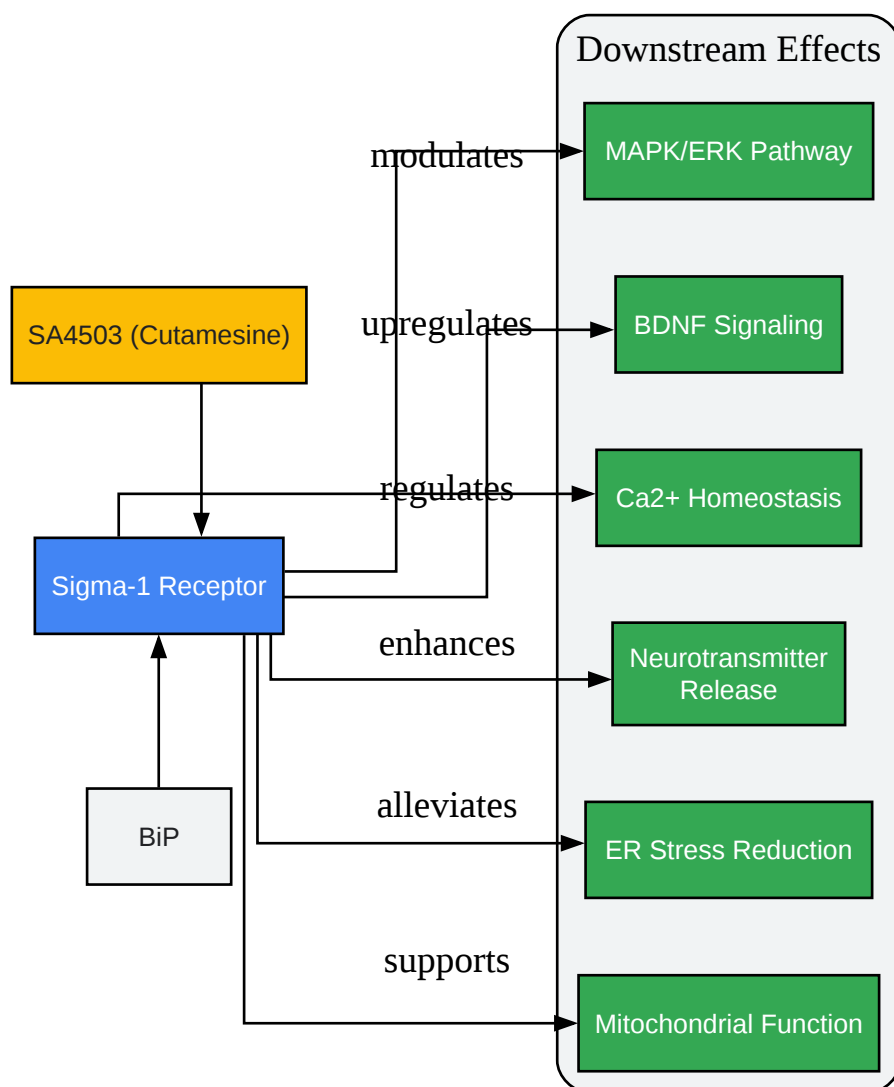 Downstream Effects
modulates
MAPK/ERK Pathway
SA4503 (Cutamesine)
upregulates
BDNF Signaling
regulates
Ca2+ Homeostasis
Sigma-1 Receptor
enhances
Neurotransmitter
Release
alleviates
BiP
ER Stress Reduction
supports
Mitochondrial Function